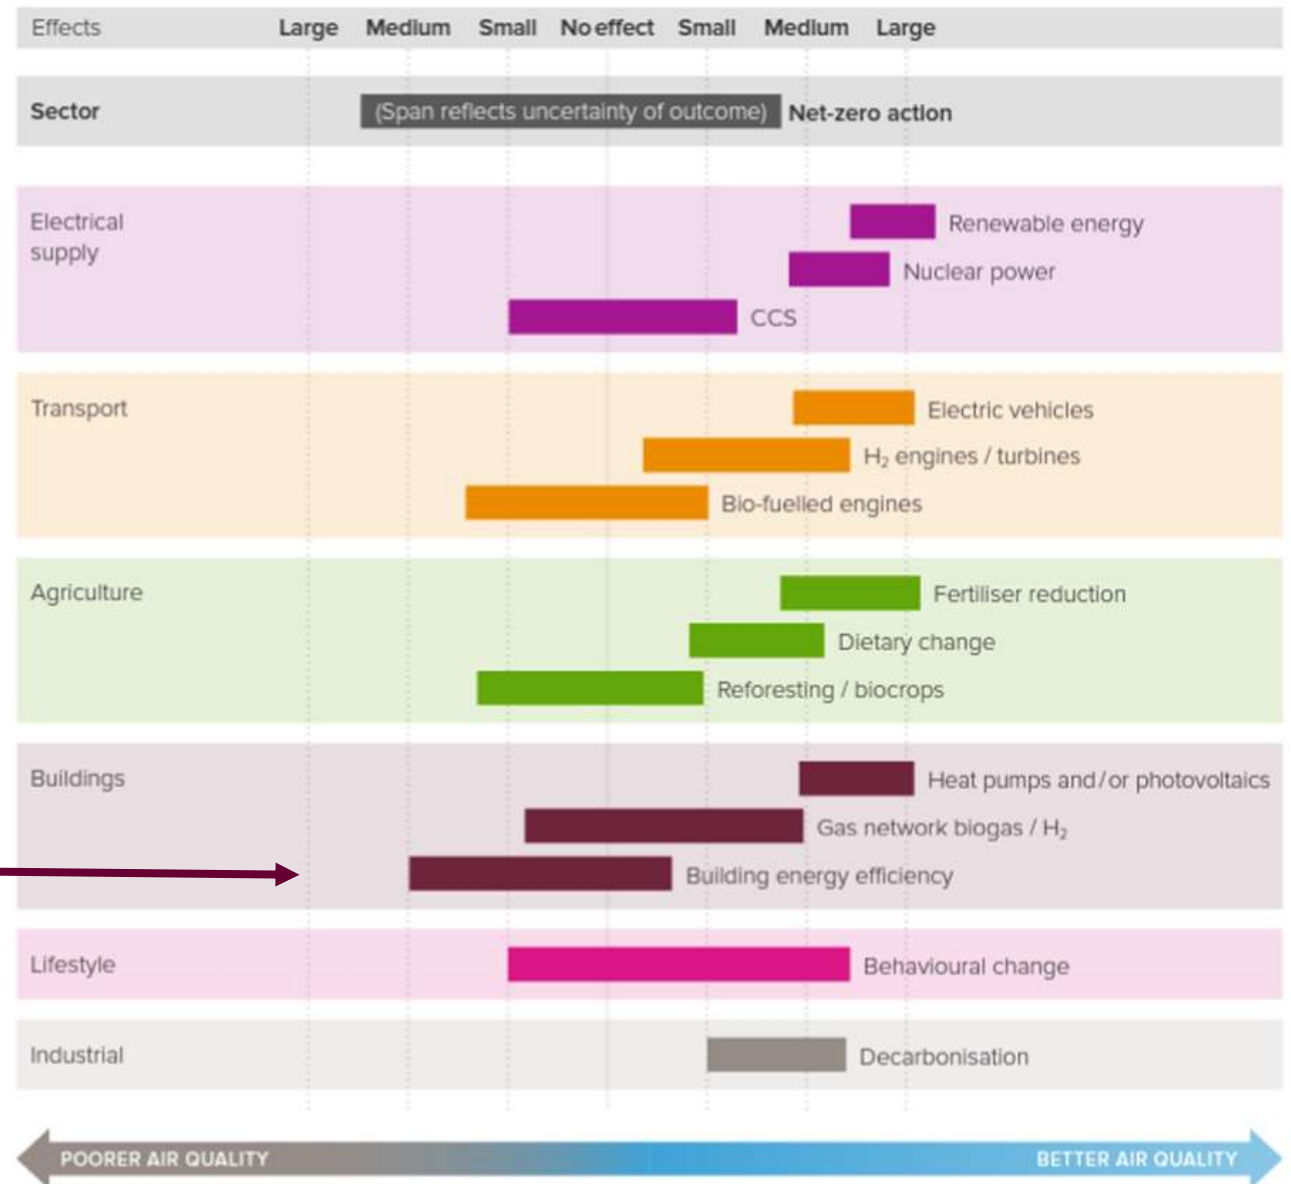 Effects Large Medium Small No effect Small Medium Large
Sector (Span reflects uncertainty of outcome) Net-zero action
Electrical
supply
Renewable energy
Nuclear power
CCS
Transport
Electric vehicles
H₂ engines / turbines
Bio-fuelled engines
Agriculture
Fertiliser reduction
Dietary change
Reforesting / biocrops
Buildings
Heat pumps and/or photovoltaics
Gas network biogas / H₂
Building energy efficiency
Lifestyle
Behavioural change
Industrial
Decarbonisation
POORER AIR QUALITY BETTER AIR QUALITY